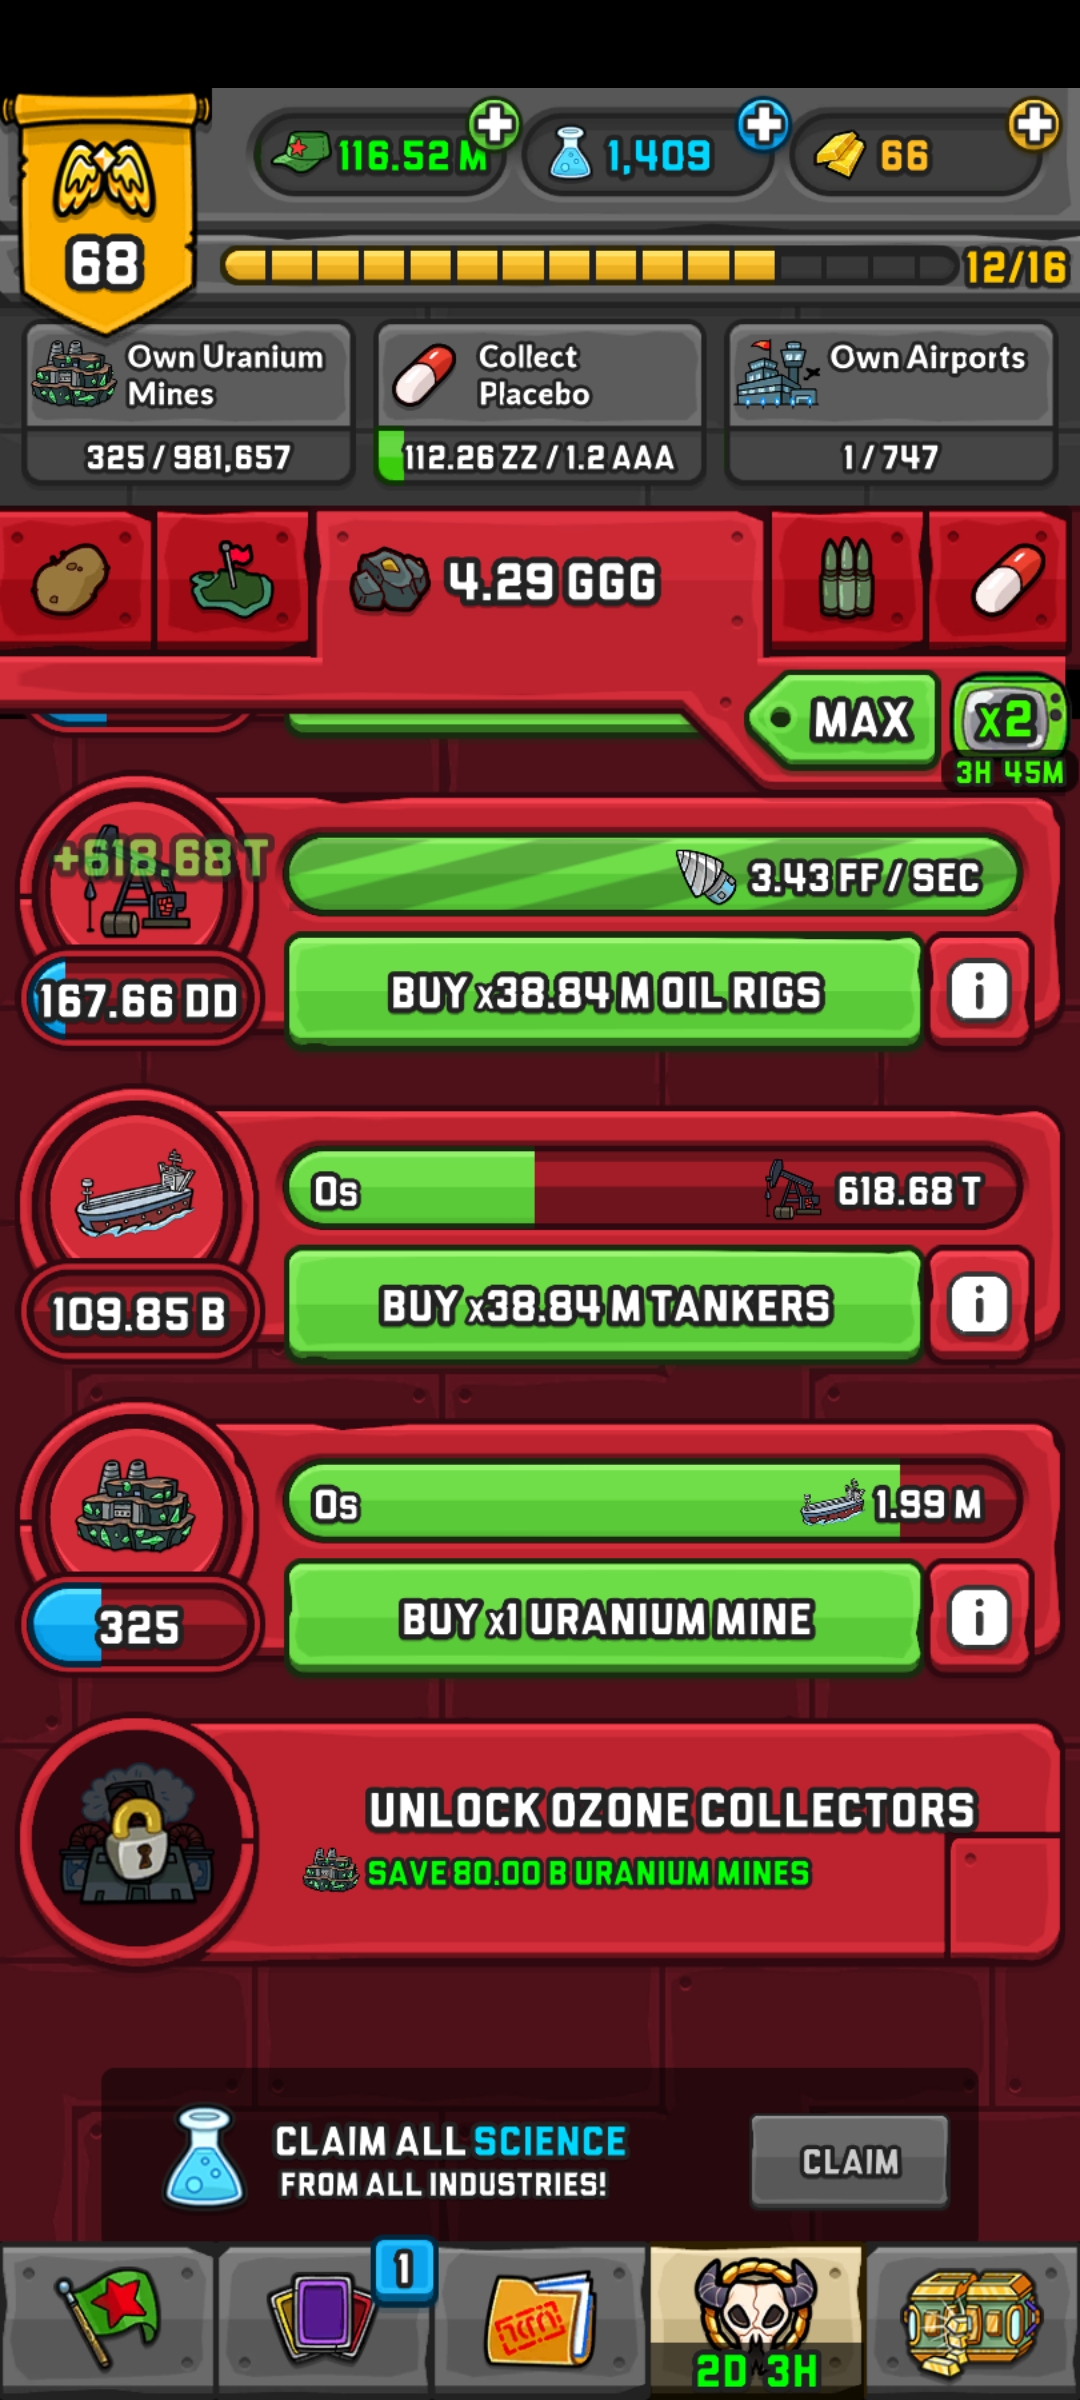 116.52 M
1,409
66
68
12/16
Own Uranium
Mines
325 / 981,657
Collect
Placebo
112.26 ZZ / 1.2 AAA
Own Airports
1 / 747
4.29 GGG
MAX
x2
3H 45M
+618.68 T
3.43 FF / SEC
167.66 DD
BUY x38.84 M OIL RIGS
i
0s
618.68 T
109.85 B
BUY x38.84 M TANKERS
i
0s
1.99 M
325
BUY x1 URANIUM MINE
i
UNLOCK OZONE COLLECTORS
SAVE 80.00 B URANIUM MINES
CLAIM ALL SCIENCE
FROM ALL INDUSTRIES!
CLAIM
1
2D 3H